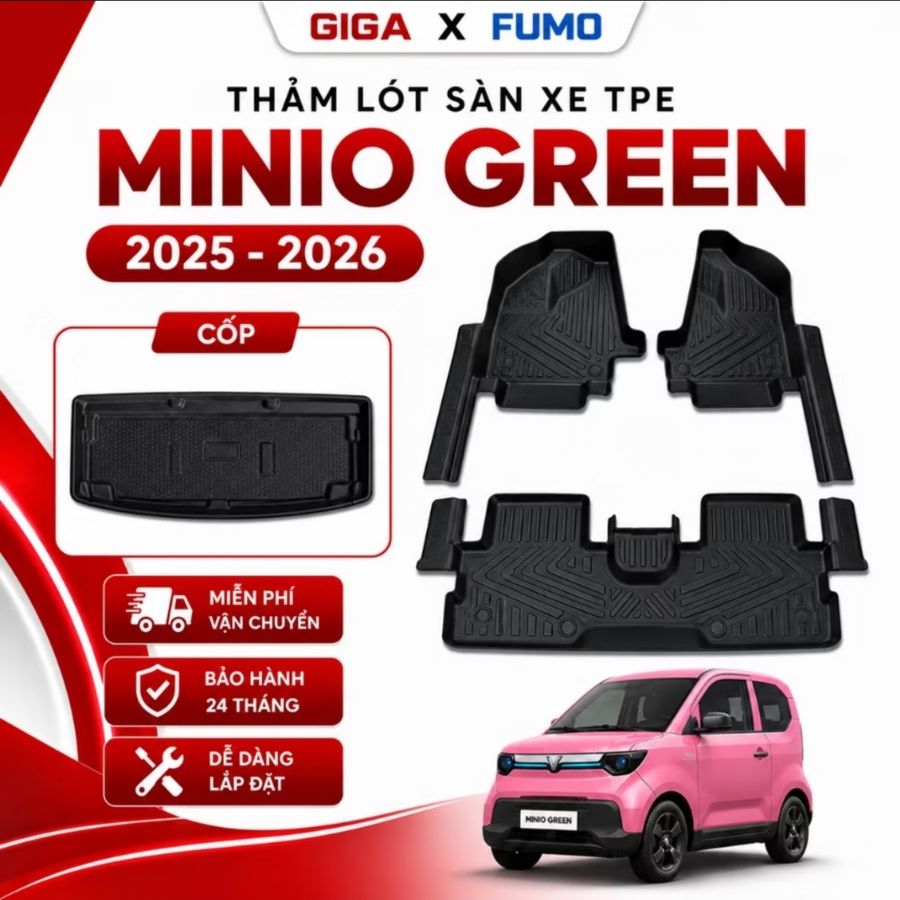 GIGA X FUMO
THẢM LÓT SÀN XE TPE
MINIO GREEN
2025 - 2026
CỐP
MIỄN PHÍ
VẬN CHUYỂN
BẢO HÀNH
24 THÁNG
DỄ DÀNG
LẮP ĐẶT
MINIO GREEN